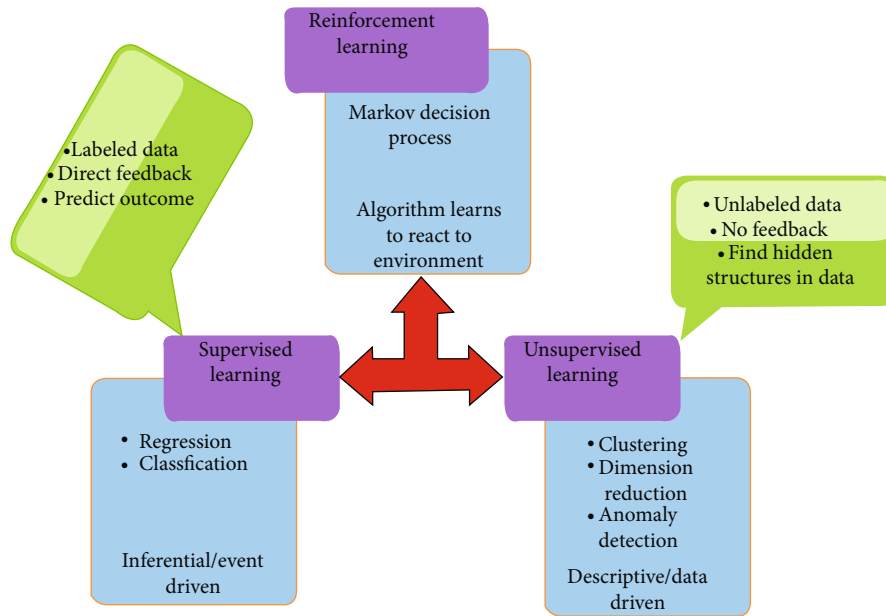 Reinforcement
learning
Markov decision
process
Algorithm learns
to react to
environment
•Labeled data
• Direct feedback
• Predict outcome
• Unlabeled data
• No feedback
• Find hidden
structures in data
Supervised
learning
• Regression
• Classfication
Inferential/event
driven
Unsupervised
learning
• Clustering
• Dimension
reduction
• Anomaly
detection
Descriptive/data
driven